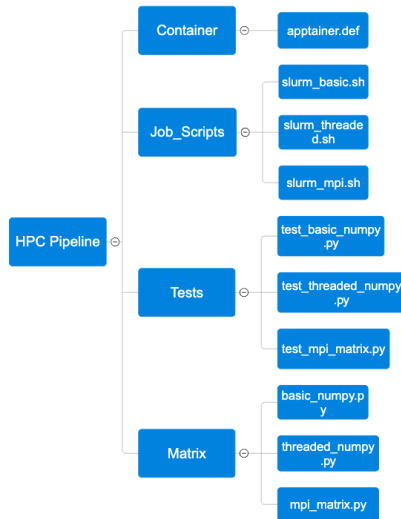 Container
apptainer.def
slurm_basic.sh
Job_Scripts
slurm_threade
d.sh
slurm_mpi.sh
HPC Pipeline
test_basic_numpy
.py
Tests
test_threaded_numpy
.py
test_mpi_matrix.py
basic_numpy.p
y
Matrix
threaded_numpy
.py
mpi_matrix.py